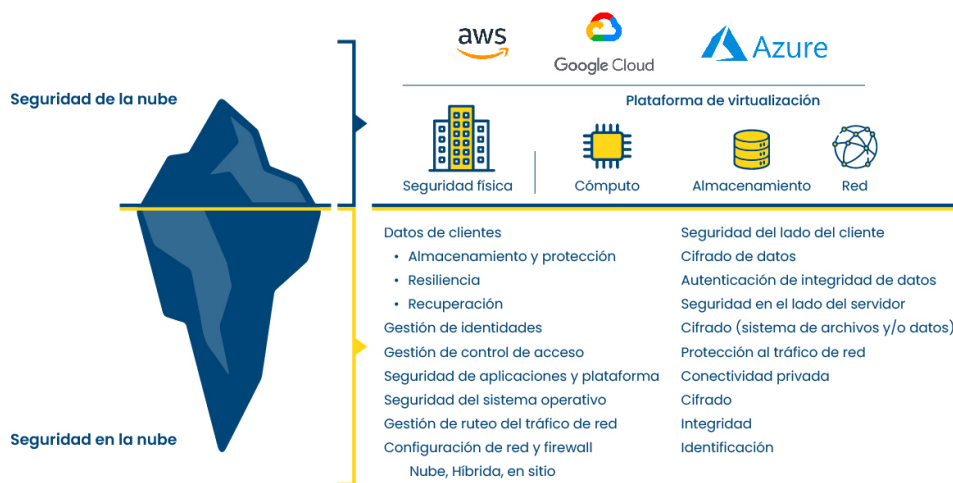 aws
Google Cloud
Azure
Seguridad de la nube
Plataforma de virtualización
Seguridad física
Cómputo
Almacenamiento
Red
Datos de clientes
• Almacenamiento y protección
• Resiliencia
• Recuperación
Gestión de identidades
Gestión de control de acceso
Seguridad de aplicaciones y plataforma
Seguridad del sistema operativo
Gestión de ruteo del tráfico de red
Configuración de red y firewall
Nube, Híbrida, en sitio
Seguridad del lado del cliente
Cifrado de datos
Autenticación de integridad de datos
Seguridad en el lado del servidor
Cifrado (sistema de archivos y/o datos)
Protección al tráfico de red
Conectividad privada
Cifrado
Integridad
Identificación
Seguridad en la nube